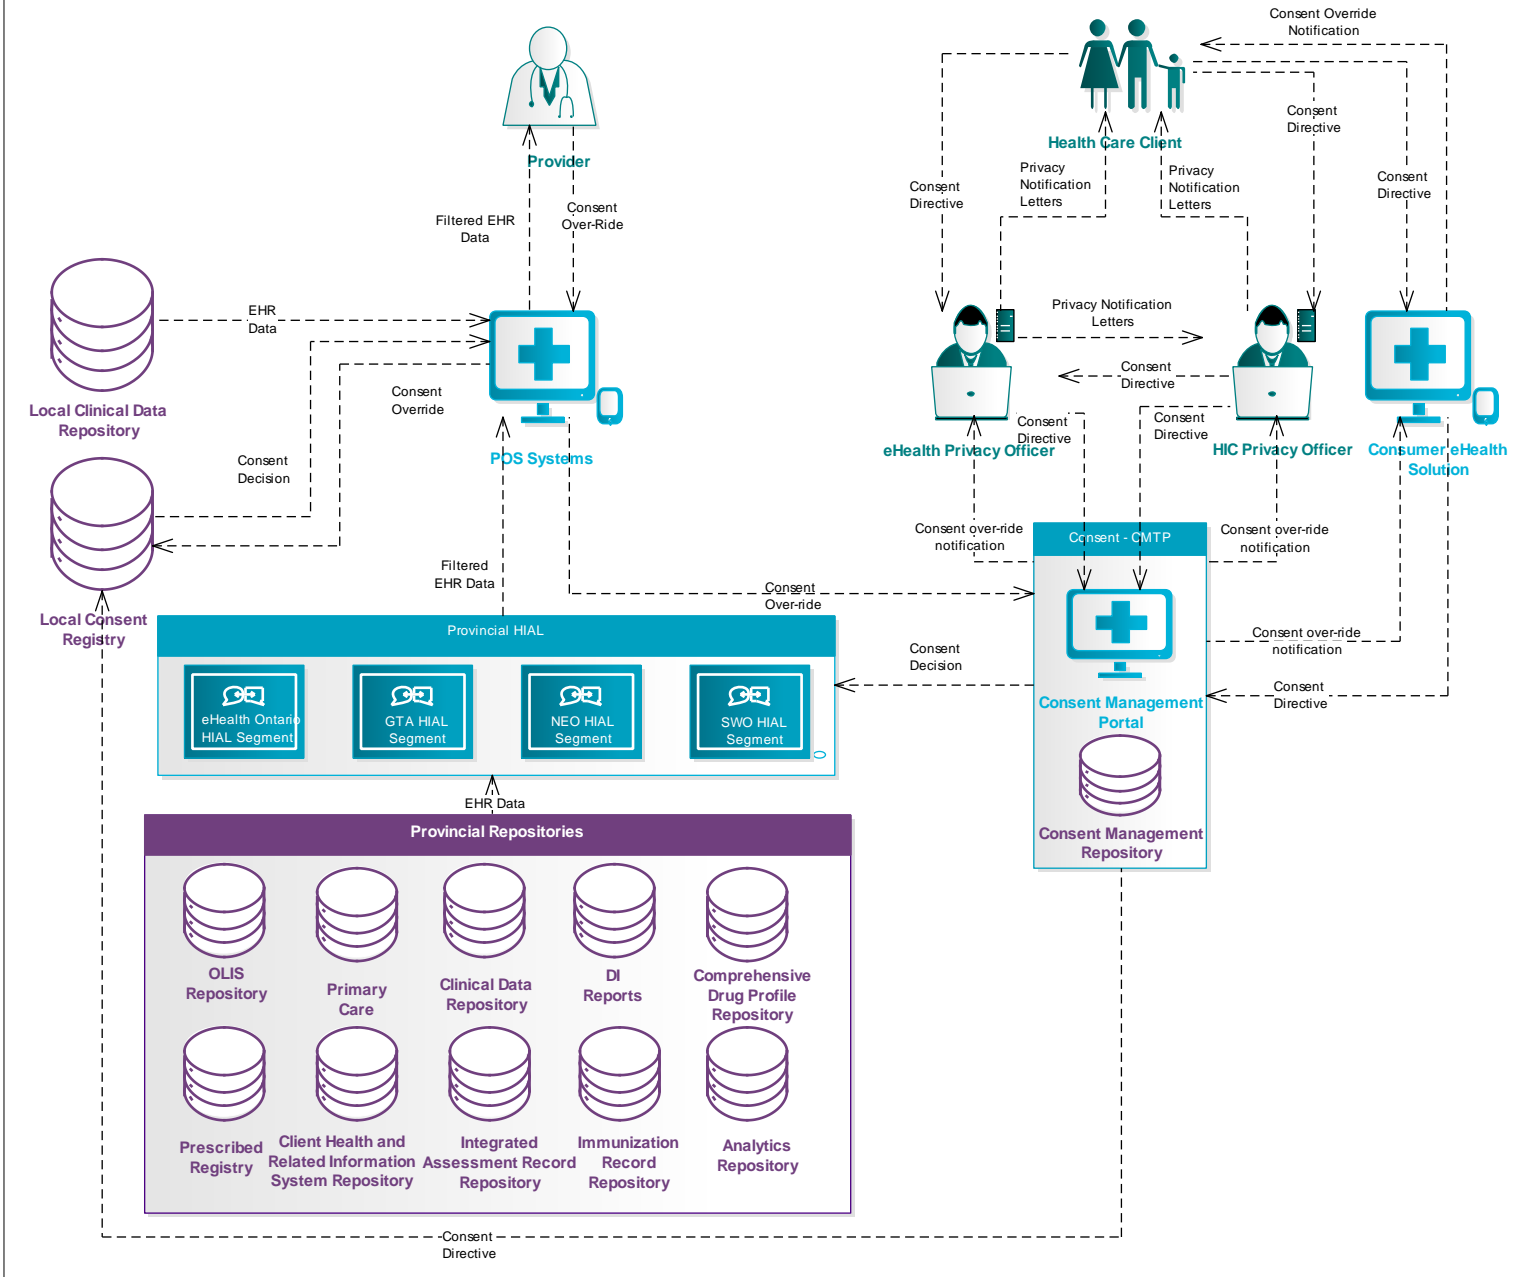 Consent Override
Notification
Consent
Directive
Health Care Client
Provider
Privacy
Notification
Letters
Privacy
Notification
Letters
Consent
Directive
Consent
Directive
Filtered EHR
Data
Consent
Over-Ride
EHR
Data
Privacy Notification
Letters
Consent
Directive
Consent
Override
Local Clinical Data
Repository
Consent
Directive
Consent
Directive
POS Systems
eHealth Privacy Officer
HIC Privacy Officer
Consumer eHealth
Solution
Consent
Decision
Consent over-ride
notification
Consent - CMTP
Consent over-ride
notification
Filtered
EHR Data
Consent
Over-ride
Local Consent
Registry
Provincial HIAL
Consent over-ride
notification
Consent
Decision
eHealth Ontario
HIAL Segment
GTA HIAL
Segment
NEO HIAL
Segment
SWO HIAL
Segment
Consent
Directive
Consent Management
Portal
EHR Data
Provincial Repositories
Consent Management
Repository
OLIS
Repository
Primary
Care
Clinical Data
Repository
DI
Reports
Comprehensive
Drug Profile
Repository
Prescribed
Registry
Client Health and
Related Information
System Repository
Integrated
Assessment Record
Repository
Immunization
Record
Repository
Analytics
Repository
Consent
Directive